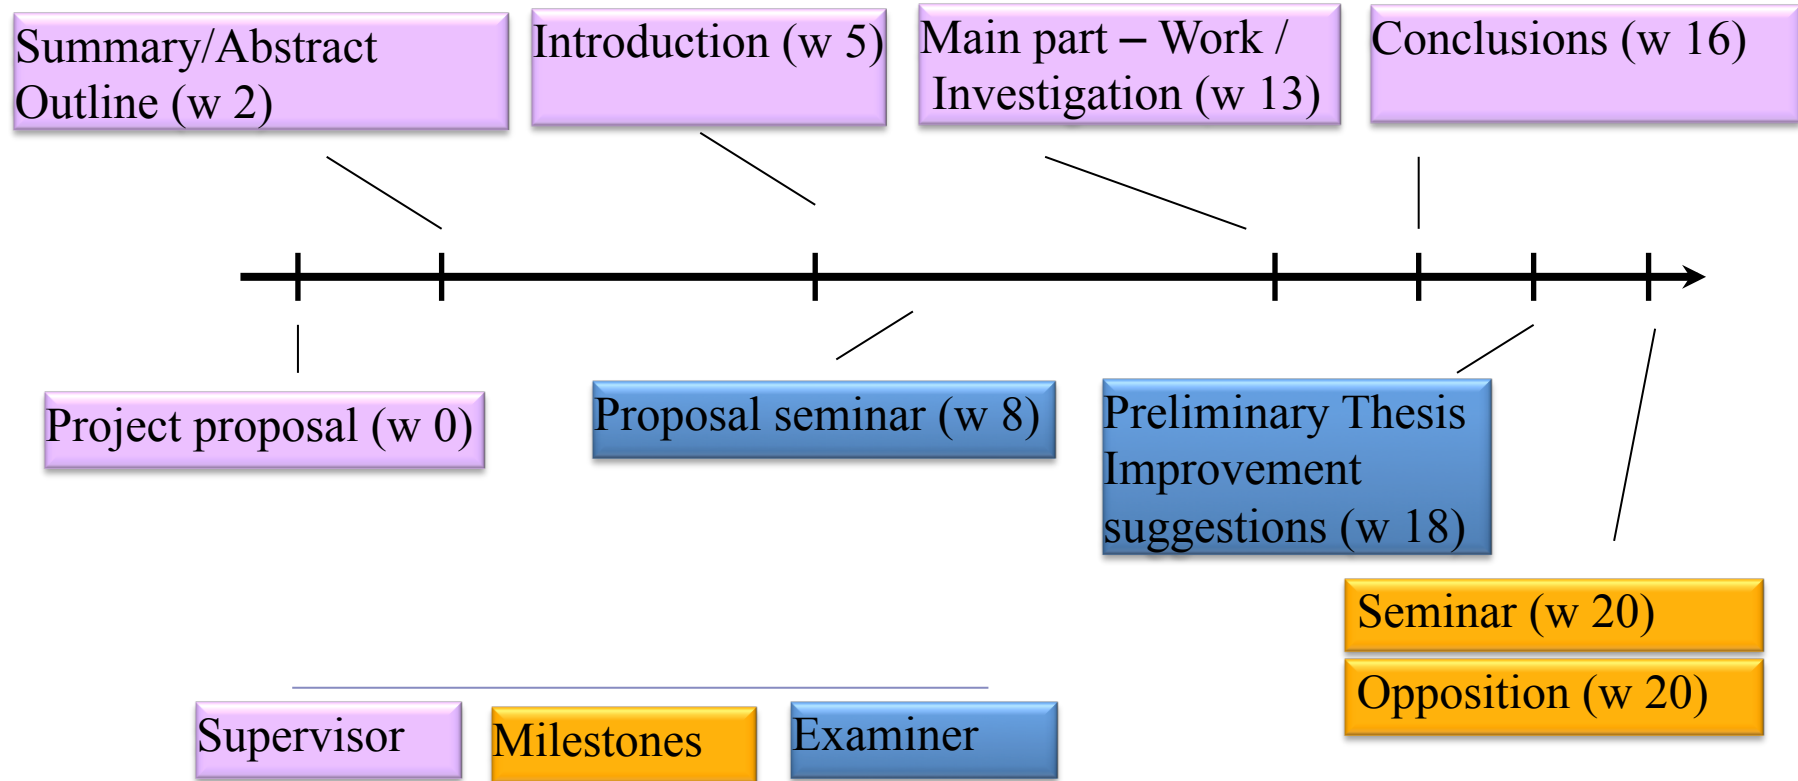 Summary/Abstract
Outline (w 2)
Introduction (w 5)
Main part – Work /
Investigation (w 13)
Conclusions (w 16)
Project proposal (w 0)
Proposal seminar (w 8)
Preliminary Thesis
Improvement
suggestions (w 18)
Seminar (w 20)
Opposition (w 20)
Supervisor
Milestones
Examiner